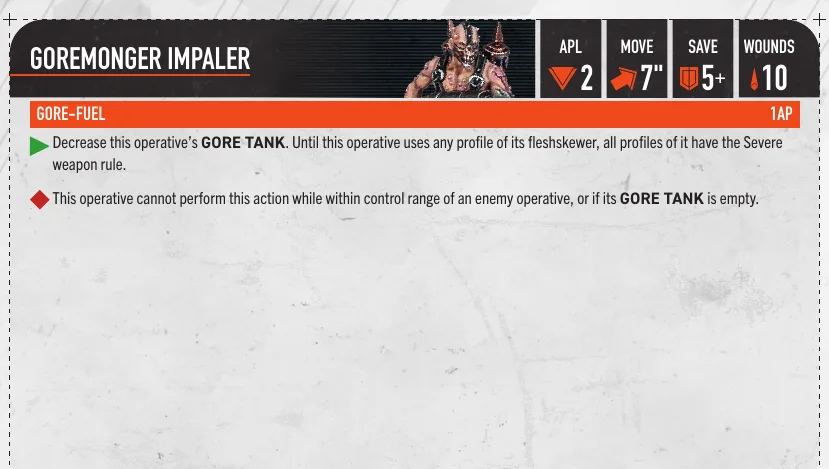 GOREMONGER IMPALER
APL
2
MOVE
7"
SAVE
5+
WOUNDS
10
GORE-FUEL 1AP
Decrease this operative's GORE TANK. Until this operative uses any profile of its fleshskewer, all profiles of it have the Severe
weapon rule.
This operative cannot perform this action while within control range of an enemy operative, or if its GORE TANK is empty.